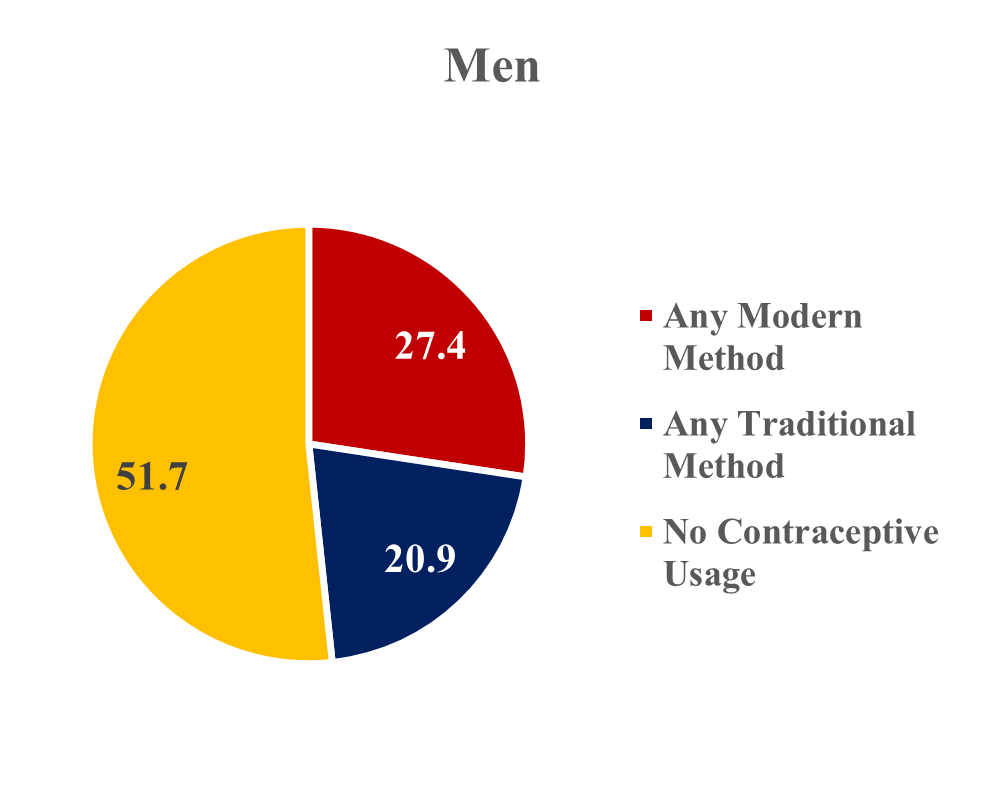 Men
27.4
51.7
20.9
Any Modern
Method
Any Traditional
Method
No Contraceptive
Usage